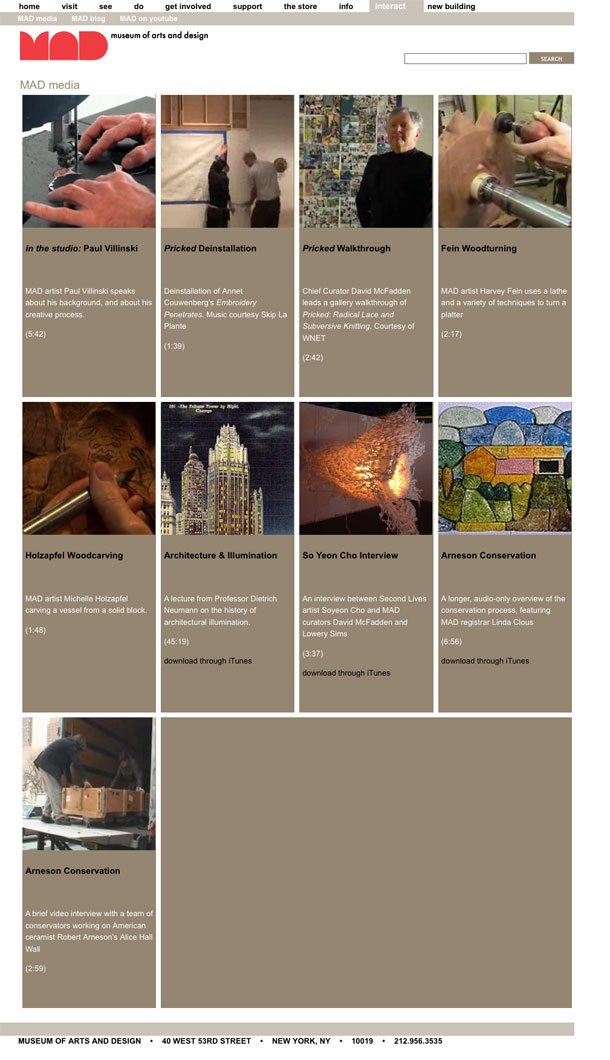 home visit see do get involved support the store info interact new building
MAD media MAD blog MAD on youtube
MAD museum of arts and design
SEARCH
MAD media
in the studio: Paul Villinski
MAD artist Paul Villinski speaks
about his background, and about his
creative process.
(5:42)
Pricked Deinstallation
Deinstallation of Annet
Couwenberg's Embroidery
Penetrates. Music courtesy Skip La
Plante
(1:39)
Pricked Walkthrough
Chief Curator David McFadden
leads a gallery walkthrough of
Pricked: Radical Lace and
Subversive Knitting. Courtesy of
WNET
(2:42)
Fein Woodturning
MAD artist Harvey Fein uses a lathe
and a variety of techniques to turn a
platter
(2:17)
Holzapfel Woodcarving
MAD artist Michelle Holzapfel
carving a vessel from a solid block.
(1:48)
101 -The Tribune Tower by Night,
Chicago
Architecture & Illumination
A lecture from Professor Dietrich
Neumann on the history of
architectural illumination.
(45:19)
download through iTunes
So Yeon Cho Interview
An interview between Second Lives
artist Soyeon Cho and MAD
curators David McFadden and
Lowery Sims
(3:37)
download through iTunes
Arneson Conservation
A longer, audio-only overview of the
conservation process, featuring
MAD registrar Linda Clous
(6:56)
download through iTunes
Arneson Conservation
A brief video interview with a team of
conservators working on American
ceramist Robert Arneson's Alice Hall
Wall
(2:59)
MUSEUM OF ARTS AND DESIGN • 40 WEST 53RD STREET • NEW YORK, NY • 10019 • 212.956.3535